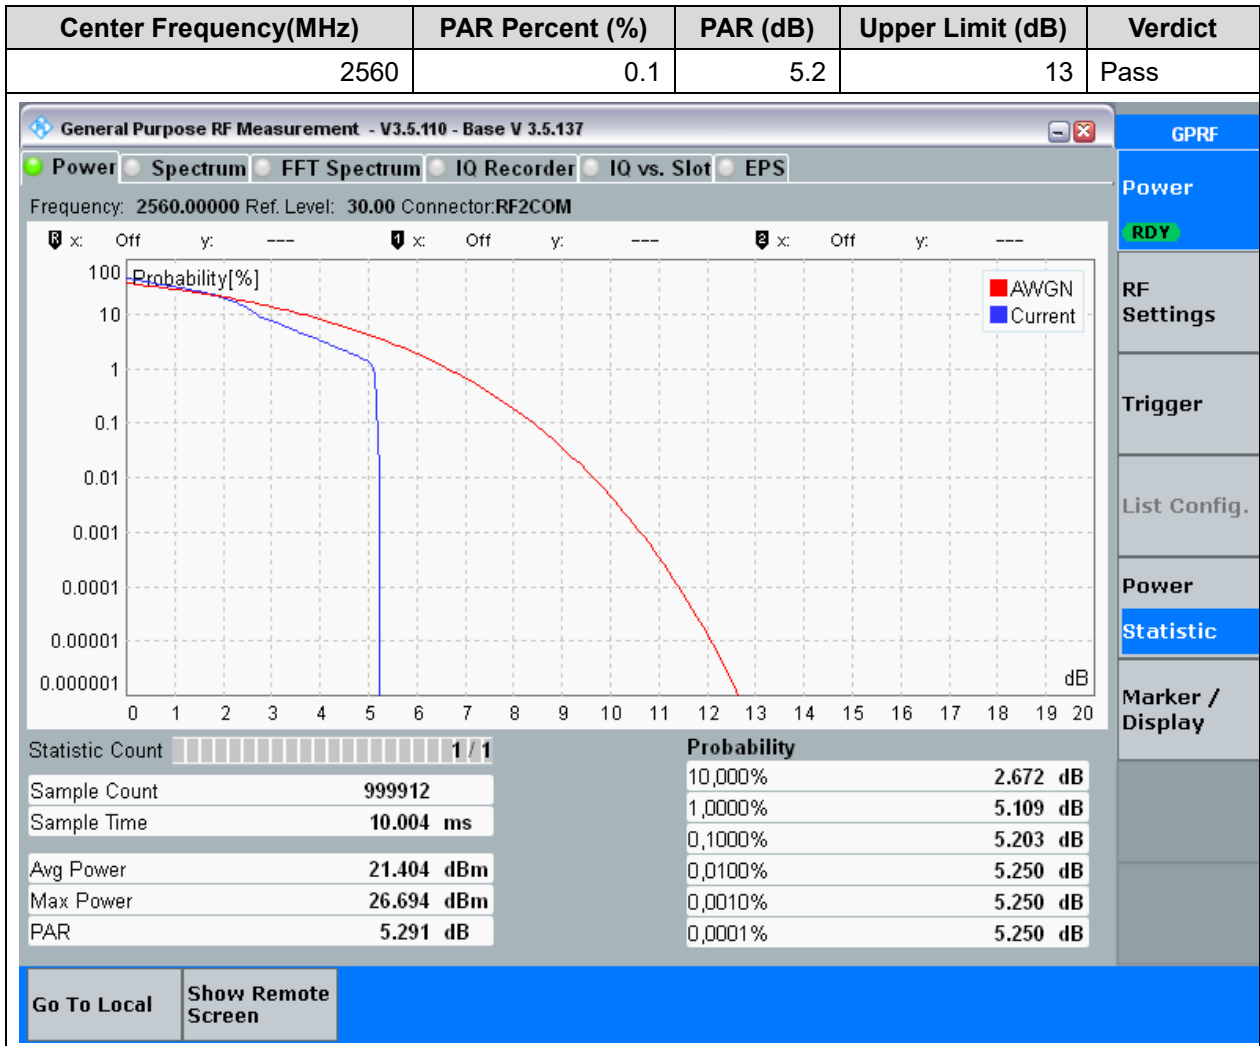 Center Frequency(MHz) PAR Percent (%) PAR (dB) Upper Limit (dB) Verdict
2560 0.1 5.2 13 Pass
General Purpose RF Measurement - V3.5.110 - Base V 3.5.137
GPRF
Power Spectrum FFT Spectrum IQ Recorder IQ vs. Slot EPS
Power
RDY
Frequency: 2560.00000 Ref. Level: 30.00 Connector:RF2COM
R x: Off y: --- 1 x: Off y: --- 2 x: Off y: ---
Probability[%]
AWGN
Current
100
10
1
0.1
0.01
0.001
0.0001
0.00001
0.000001
dB
0 1 2 3 4 5 6 7 8 9 10 11 12 13 14 15 16 17 18 19 20
RF
Settings
Trigger
List Config.
Power
Statistic
Marker /
Display
Statistic Count 1 / 1
Sample Count 999912
Sample Time 10.004 ms
Avg Power 21.404 dBm
Max Power 26.694 dBm
PAR 5.291 dB
Probability
10,000% 2.672 dB
1,0000% 5.109 dB
0,1000% 5.203 dB
0,0100% 5.250 dB
0,0010% 5.250 dB
0,0001% 5.250 dB
Go To Local
Show Remote
Screen